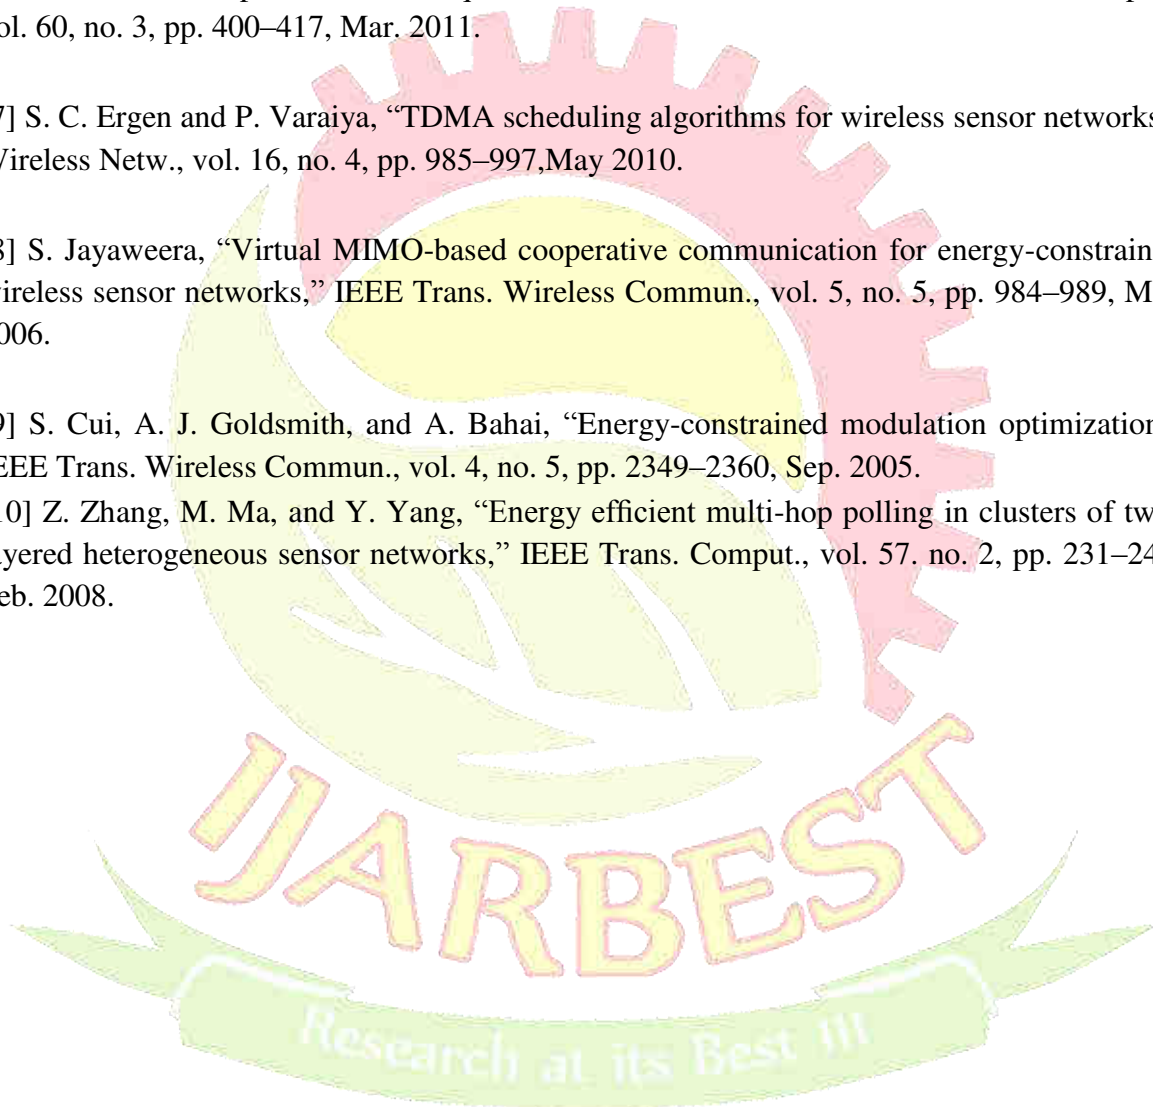 ol. 60, no. 3, pp. 400–417, Mar. 2011.
7] S. C. Ergen and P. Varaiya, “TDMA scheduling algorithms for wireless sensor networks
Wireless Netw., vol. 16, no. 4, pp. 985–997,May 2010.
8] S. Jayaweera, “Virtual MIMO-based cooperative communication for energy-constrain
wireless sensor networks,” IEEE Trans. Wireless Commun., vol. 5, no. 5, pp. 984–989, M
006.
9] S. Cui, A. J. Goldsmith, and A. Bahai, “Energy-constrained modulation optimization
EEE Trans. Wireless Commun., vol. 4, no. 5, pp. 2349–2360, Sep. 2005.
10] Z. Zhang, M. Ma, and Y. Yang, “Energy efficient multi-hop polling in clusters of tw
ayered heterogeneous sensor networks,” IEEE Trans. Comput., vol. 57. no. 2, pp. 231–24
eb. 2008.
IJARBEST
Research at its Best !!!